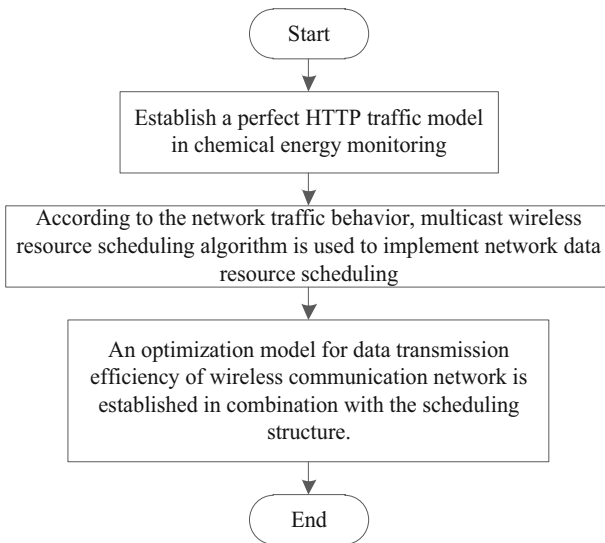 Start
Establish a perfect HTTP traffic model
in chemical energy monitoring
According to the network traffic behavior, multicast wireless
resource scheduling algorithm is used to implement network data
resource scheduling
An optimization model for data transmission
efficiency of wireless communication network is
established in combination with the scheduling
structure.
End